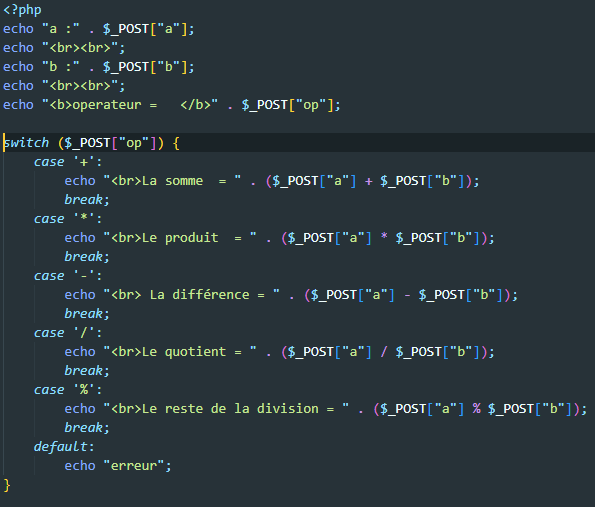 <?php
echo "a :" . $_POST["a"];
echo "<br><br>";
echo "b :" . $_POST["b"];
echo "<br><br>";
echo "<b>operateur =   </b>" . $_POST["op"];

switch ($_POST["op"]) {
    case '+':
        echo "<br>La somme  = " . ($_POST["a"] + $_POST["b"]);
        break;
    case '*':
        echo "<br>Le produit  = " . ($_POST["a"] * $_POST["b"]);
        break;
    case '-':
        echo "<br> La différence = " . ($_POST["a"] - $_POST["b"]);
        break;
    case '/':
        echo "<br>Le quotient = " . ($_POST["a"] / $_POST["b"]);
        break;
    case '%':
        echo "<br>Le reste de la division = " . ($_POST["a"] % $_POST["b"]);
        break;
    default:
        echo "erreur";
}